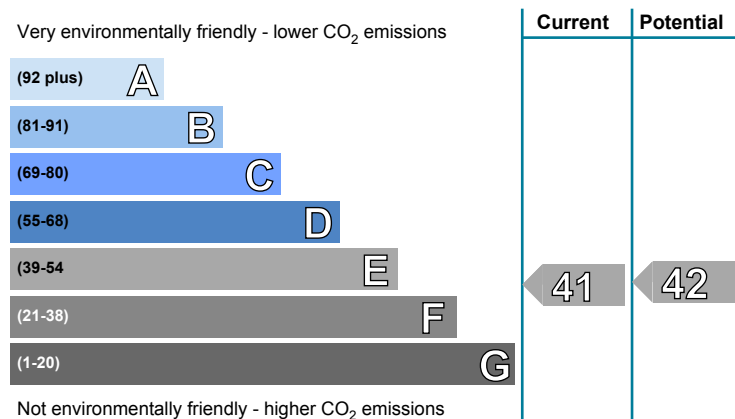 Very environmentally friendly - lower CO₂ emissions
Current
Potential
(92 plus) A
(81-91) B
(69-80) C
(55-68) D
(39-54 E
41
42
(21-38) F
(1-20) G
Not environmentally friendly - higher CO₂ emissions